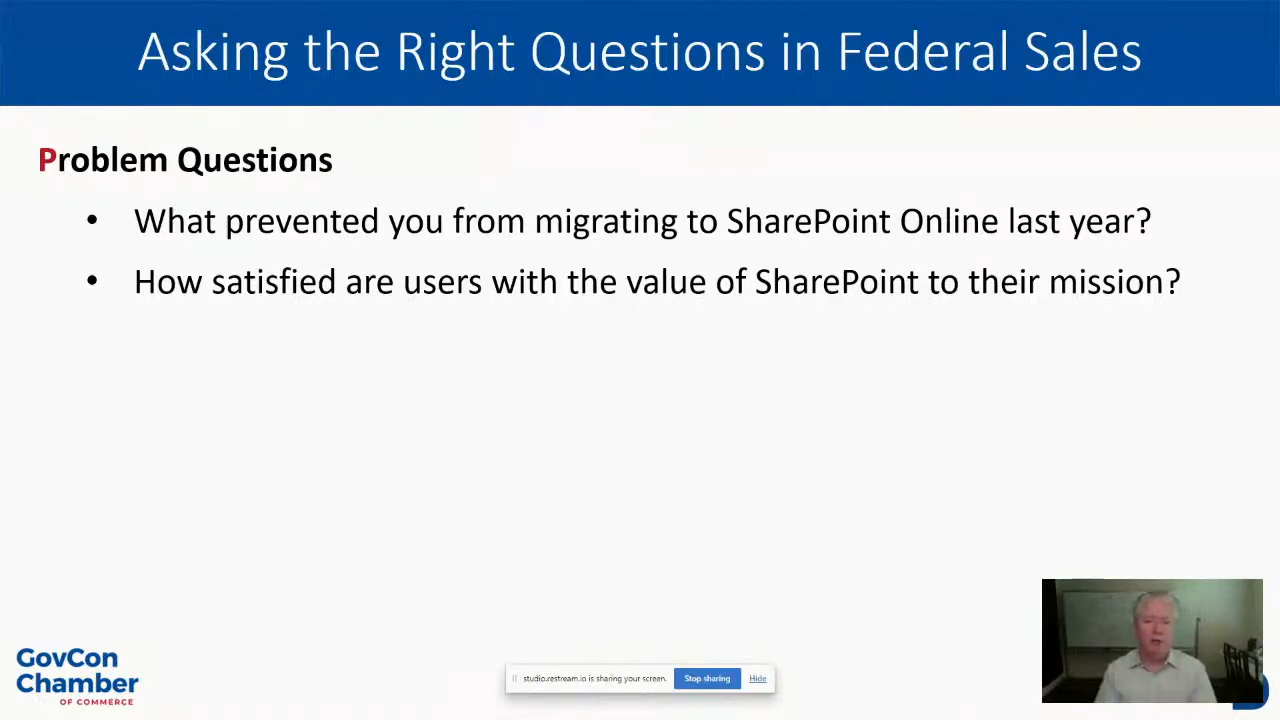 Asking the Right Questions in Federal Sales
Problem Questions
• What prevented you from migrating to SharePoint Online last year?
• How satisfied are users with the value of SharePoint to their mission?
GovCon
Chamber
OF COMMERCE
studio.restream.io is sharing your screen.
Stop sharing
Hide